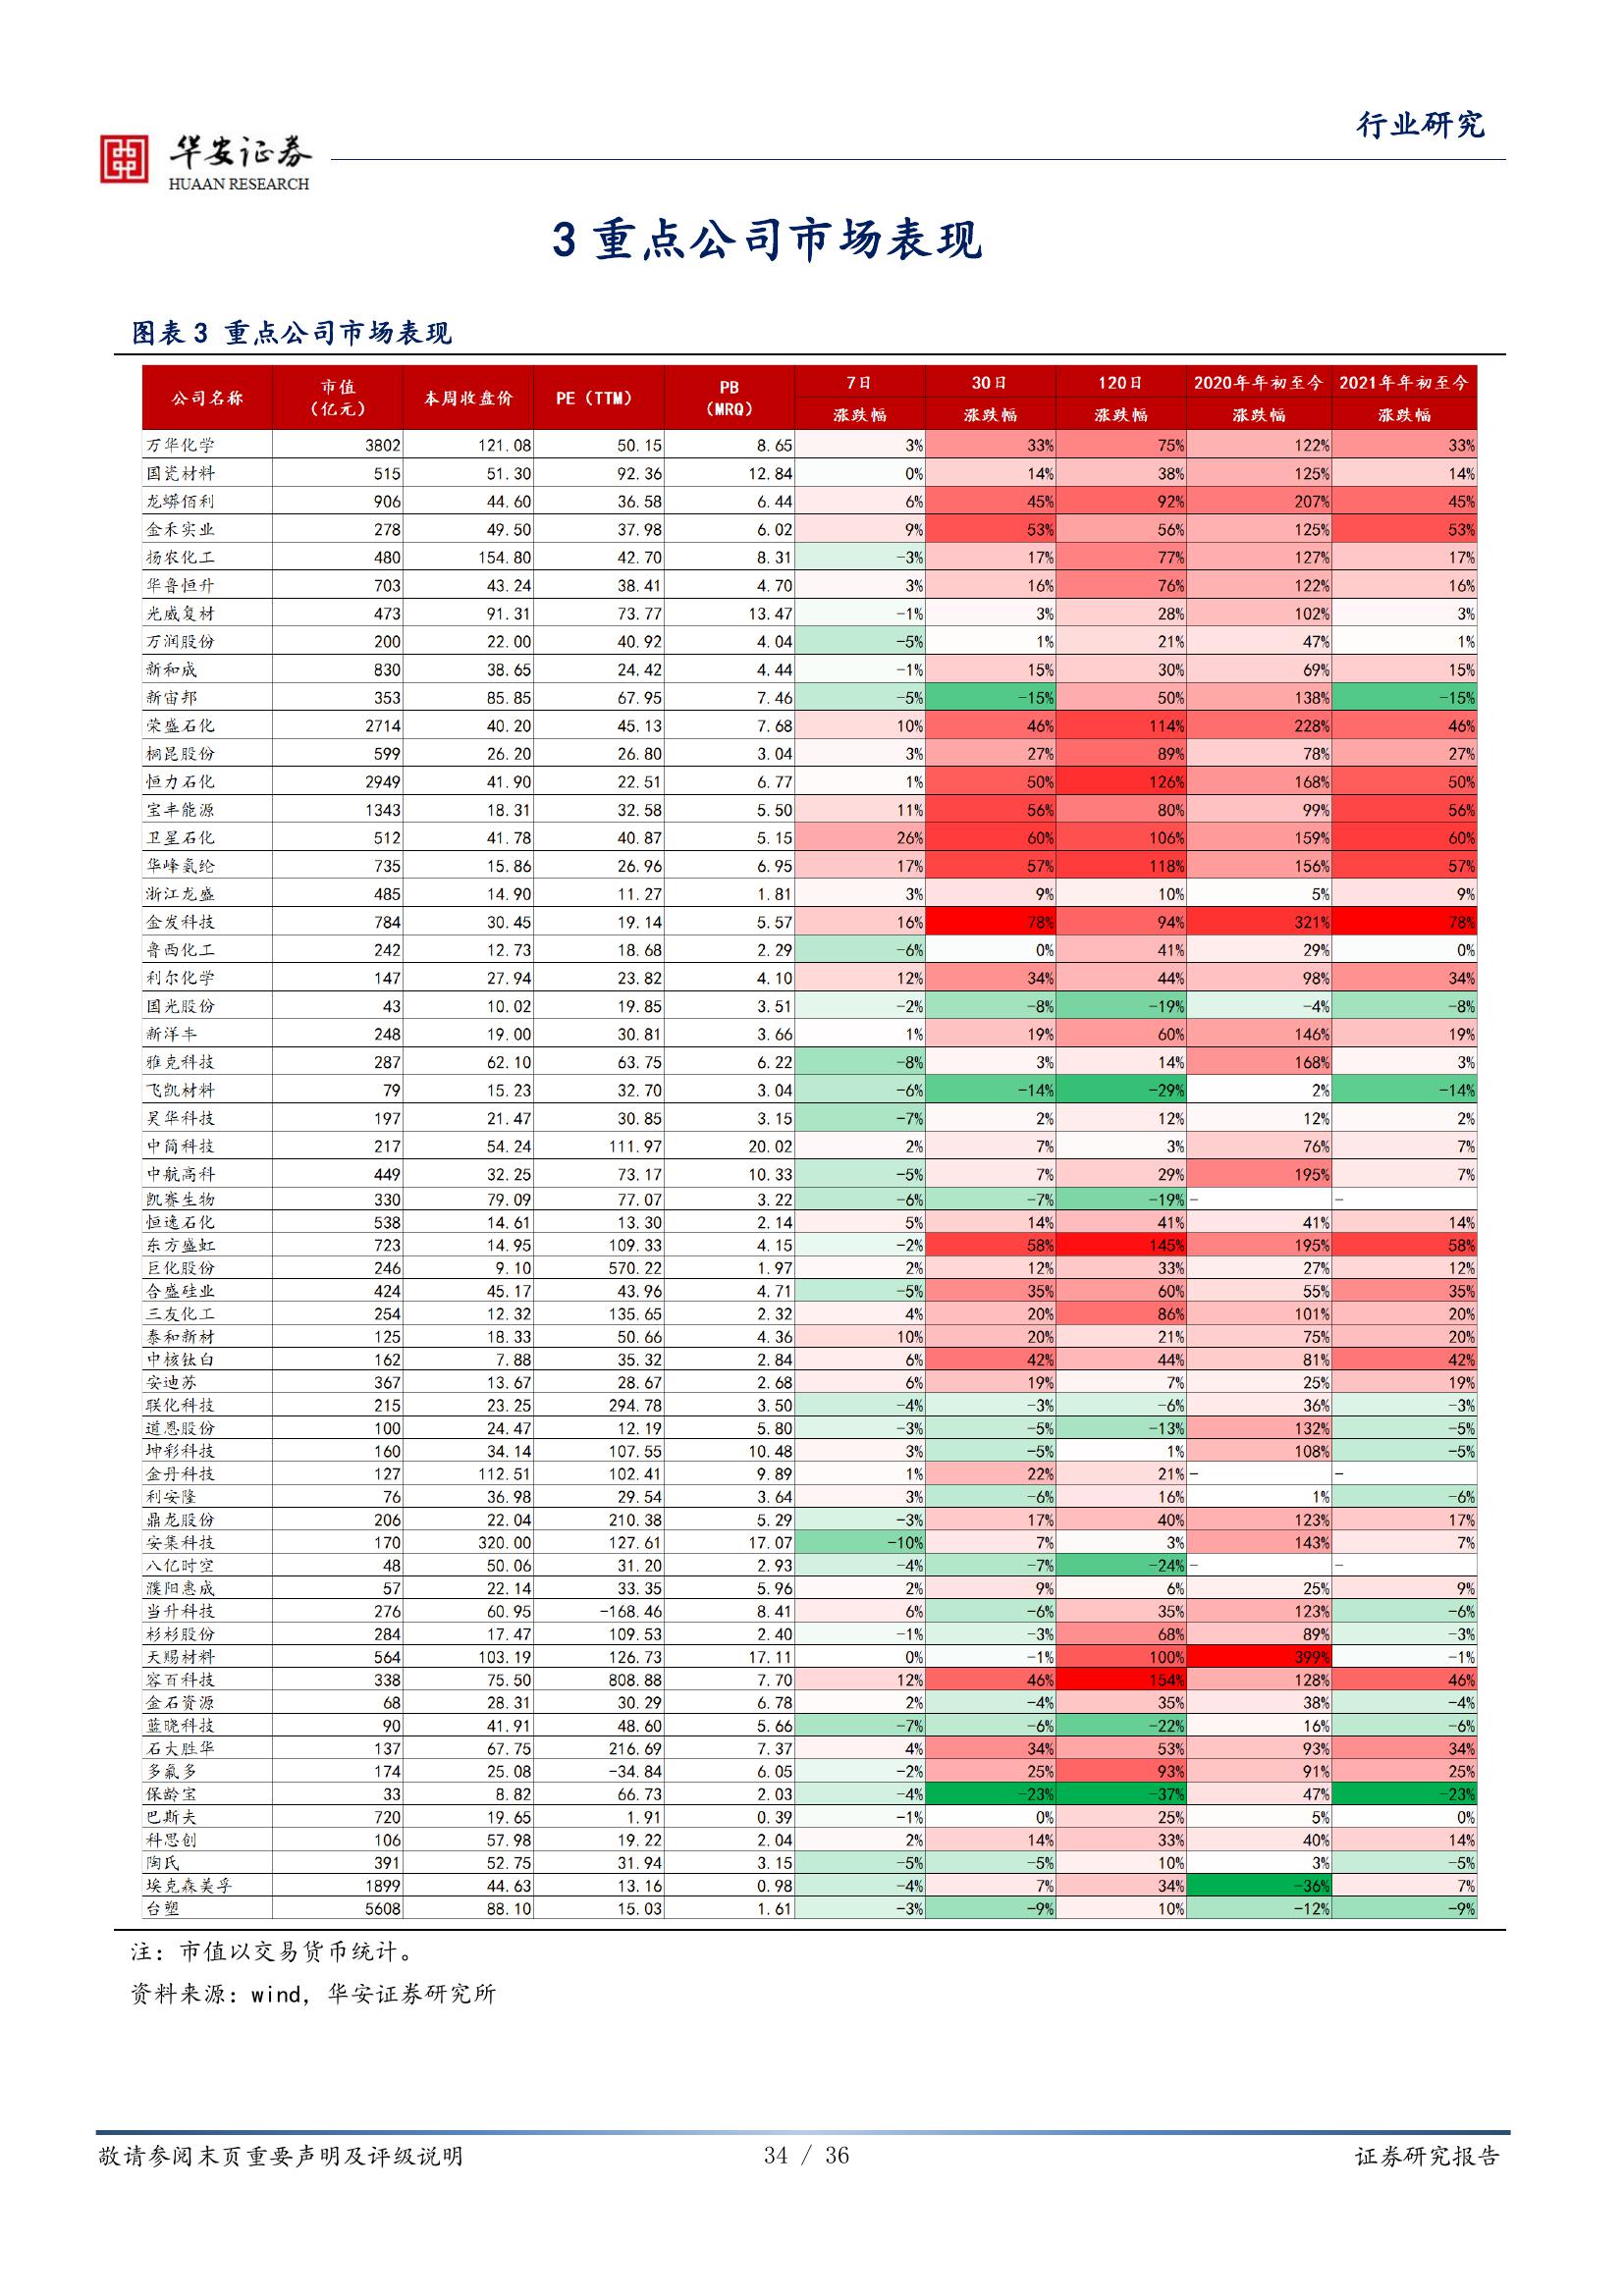 行业研究
华安证券
HUAAN RESEARCH
3 重点公司市场表现
图表 3 重点公司市场表现
公司名称 市值（亿元） 本周收盘价 PE（TTM） PB（MRQ） 7日 30日 120日 2020年年初至今 2021年年初至今
涨跌幅 涨跌幅 涨跌幅 涨跌幅 涨跌幅
万华化学 3802 121.08 50.15 8.65 3% 33% 75% 122% 33%
国瓷材料 515 51.30 92.36 12.84 0% 14% 38% 125% 14%
龙蟒佰利 906 44.60 36.58 6.44 6% 45% 92% 207% 45%
金禾实业 278 49.50 37.98 6.02 9% 53% 56% 125% 53%
扬农化工 480 154.80 42.70 8.31 -3% 17% 77% 127% 17%
华鲁恒升 703 43.24 38.41 4.70 3% 16% 76% 122% 16%
光威复材 473 91.31 73.77 13.47 -1% 3% 28% 102% 3%
万润股份 200 22.00 40.92 4.04 -5% 1% 21% 47% 1%
新和成 830 38.65 24.42 4.44 -1% 15% 30% 69% 15%
新宙邦 353 85.85 67.95 7.46 -5% -15% 50% 138% -15%
荣盛石化 2714 40.20 45.13 7.68 10% 46% 114% 228% 46%
桐昆股份 599 26.20 26.80 3.04 3% 27% 89% 78% 27%
恒力石化 2949 41.90 22.51 6.77 1% 50% 126% 168% 50%
宝丰能源 1343 18.31 32.58 5.50 11% 56% 80% 99% 56%
卫星石化 512 41.78 40.87 5.15 26% 60% 106% 159% 60%
华峰氨纶 735 15.86 26.96 6.95 17% 57% 118% 156% 57%
浙江龙盛 485 14.90 11.27 1.81 3% 9% 10% 5% 9%
金发科技 784 30.45 19.14 5.57 16% 78% 94% 321% 78%
鲁西化工 242 12.73 18.68 2.29 -6% 0% 41% 29% 0%
利尔化学 147 27.94 23.82 4.10 12% 34% 44% 98% 34%
国光股份 43 10.02 19.85 3.51 -2% -8% -19% -4% -8%
新洋丰 248 19.00 30.81 3.66 1% 19% 60% 146% 19%
雅克科技 287 62.10 63.75 6.22 -8% 3% 14% 168% 3%
飞凯材料 79 15.23 32.70 3.04 -6% -14% -29% 2% -14%
昊华科技 197 21.47 30.85 3.15 -7% 2% 12% 12% 2%
中简科技 217 54.24 111.97 20.02 2% 7% 3% 76% 7%
中航高科 449 32.25 73.17 10.33 -5% 7% 29% 195% 7%
凯赛生物 330 79.09 77.07 3.22 -6% -7% -19% - -
恒逸石化 538 14.61 13.30 2.14 5% 14% 41% 41% 14%
东方盛虹 723 14.95 109.33 4.15 -2% 58% 145% 195% 58%
巨化股份 246 9.10 570.22 1.97 2% 12% 33% 27% 12%
合盛硅业 424 45.17 43.96 4.71 -5% 35% 60% 55% 35%
三友化工 254 12.32 135.65 2.32 4% 20% 86% 101% 20%
泰和新材 125 18.33 50.66 4.36 10% 20% 21% 75% 20%
中核钛白 162 7.88 35.32 2.84 6% 42% 44% 81% 42%
安迪苏 367 13.67 28.67 2.68 6% 19% 7% 25% 19%
联化科技 215 23.25 294.78 3.50 -4% -3% -6% 36% -3%
道恩股份 100 24.47 12.19 5.80 -3% -5% -13% 132% -5%
坤彩科技 160 34.14 107.55 10.48 3% -5% 1% 108% -5%
金丹科技 127 112.51 102.41 9.89 1% 22% 21% - -
利安隆 76 36.98 29.54 3.64 3% -6% 16% 1% -6%
鼎龙股份 206 22.04 210.38 5.29 -3% 17% 40% 123% 17%
安集科技 170 320.00 127.61 17.07 -10% 7% 3% 143% 7%
八亿时空 48 50.06 31.20 2.93 -4% -7% -24% - -
濮阳惠成 57 22.14 33.35 5.96 2% 9% 6% 25% 9%
当升科技 276 60.95 -168.46 8.41 6% -6% 35% 123% -6%
杉杉股份 284 17.47 109.53 2.40 -1% -3% 68% 89% -3%
天赐材料 564 103.19 126.73 17.11 0% -1% 100% 399% -1%
容百科技 338 75.50 808.88 7.70 12% 46% 154% 128% 46%
金石资源 68 28.31 30.29 6.78 2% -4% 35% 38% -4%
蓝晓科技 90 41.91 48.60 5.66 -7% -6% -22% 16% -6%
石大胜华 137 67.75 216.69 7.37 4% 34% 53% 93% 34%
多氟多 174 25.08 -34.84 6.05 -2% 25% 93% 91% 25%
保龄宝 33 8.82 66.73 2.03 -4% -23% -37% 47% -23%
巴斯夫 720 19.65 1.91 0.39 -1% 0% 25% 5% 0%
科思创 106 57.98 19.22 2.04 2% 14% 33% 40% 14%
陶氏 391 52.75 31.94 3.15 -5% -5% 10% 3% -5%
埃克森美孚 1899 44.63 13.16 0.98 -4% 7% 34% -36% 7%
台塑 5608 88.10 15.03 1.61 -3% -9% 10% -12% -9%
注：市值以交易货币统计。
资料来源：wind，华安证券研究所
敬请参阅末页重要声明及评级说明 34 / 36 证券研究报告